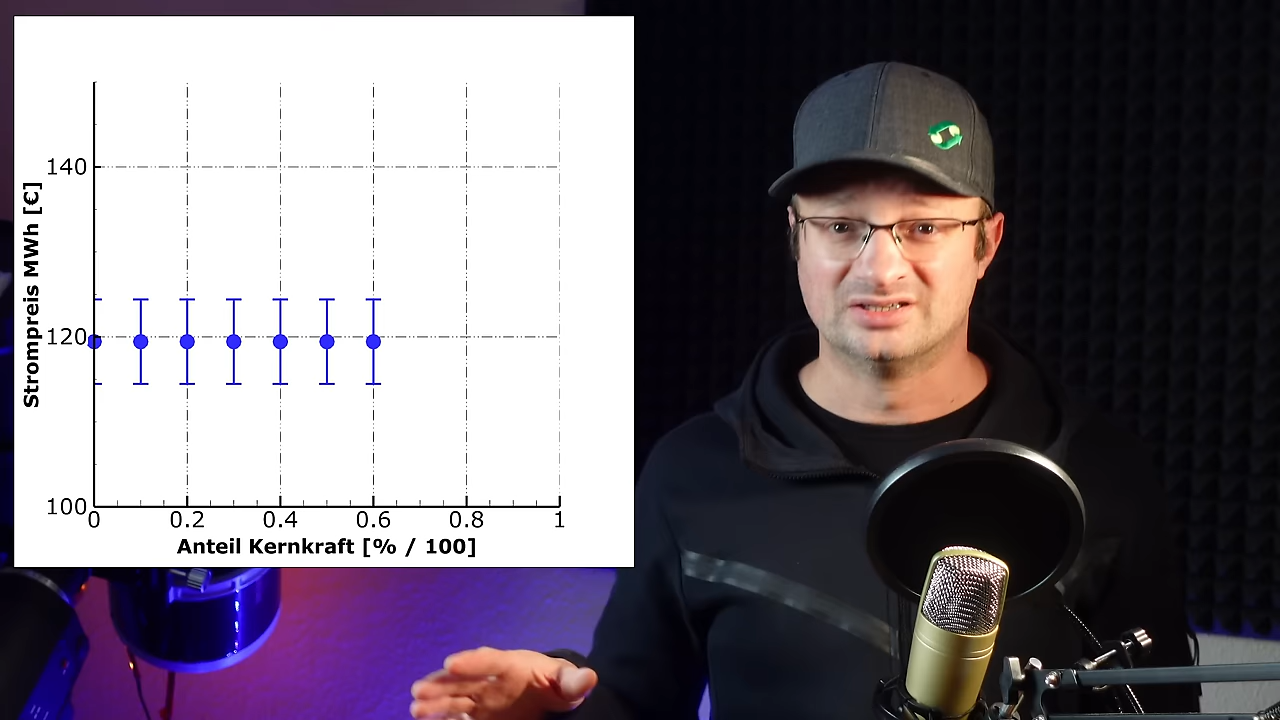 Strompreis MWh [€]
140
120
100
0 0.2 0.4 0.6 0.8 1
Anteil Kernkraft [% / 100]